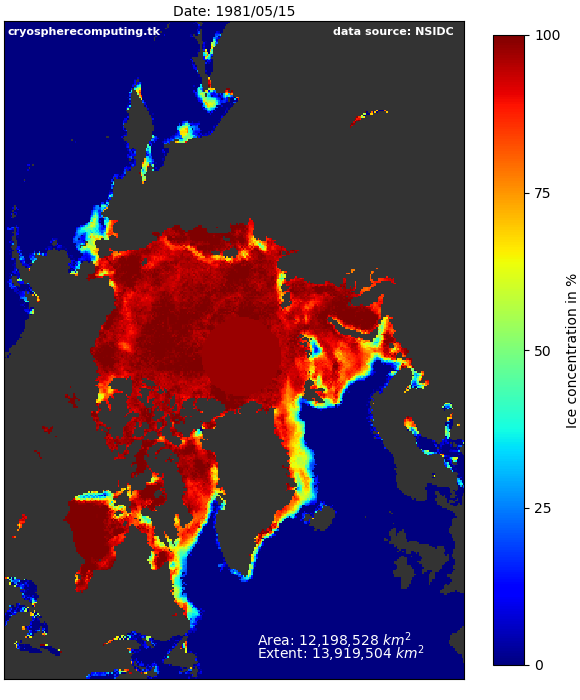 Date: 1981/05/15
cryospherecomputing.tk data source: NSIDC
100
75
50
25
0
Ice concentration in %
Area: 12,198,528 km²
Extent: 13,919,504 km²